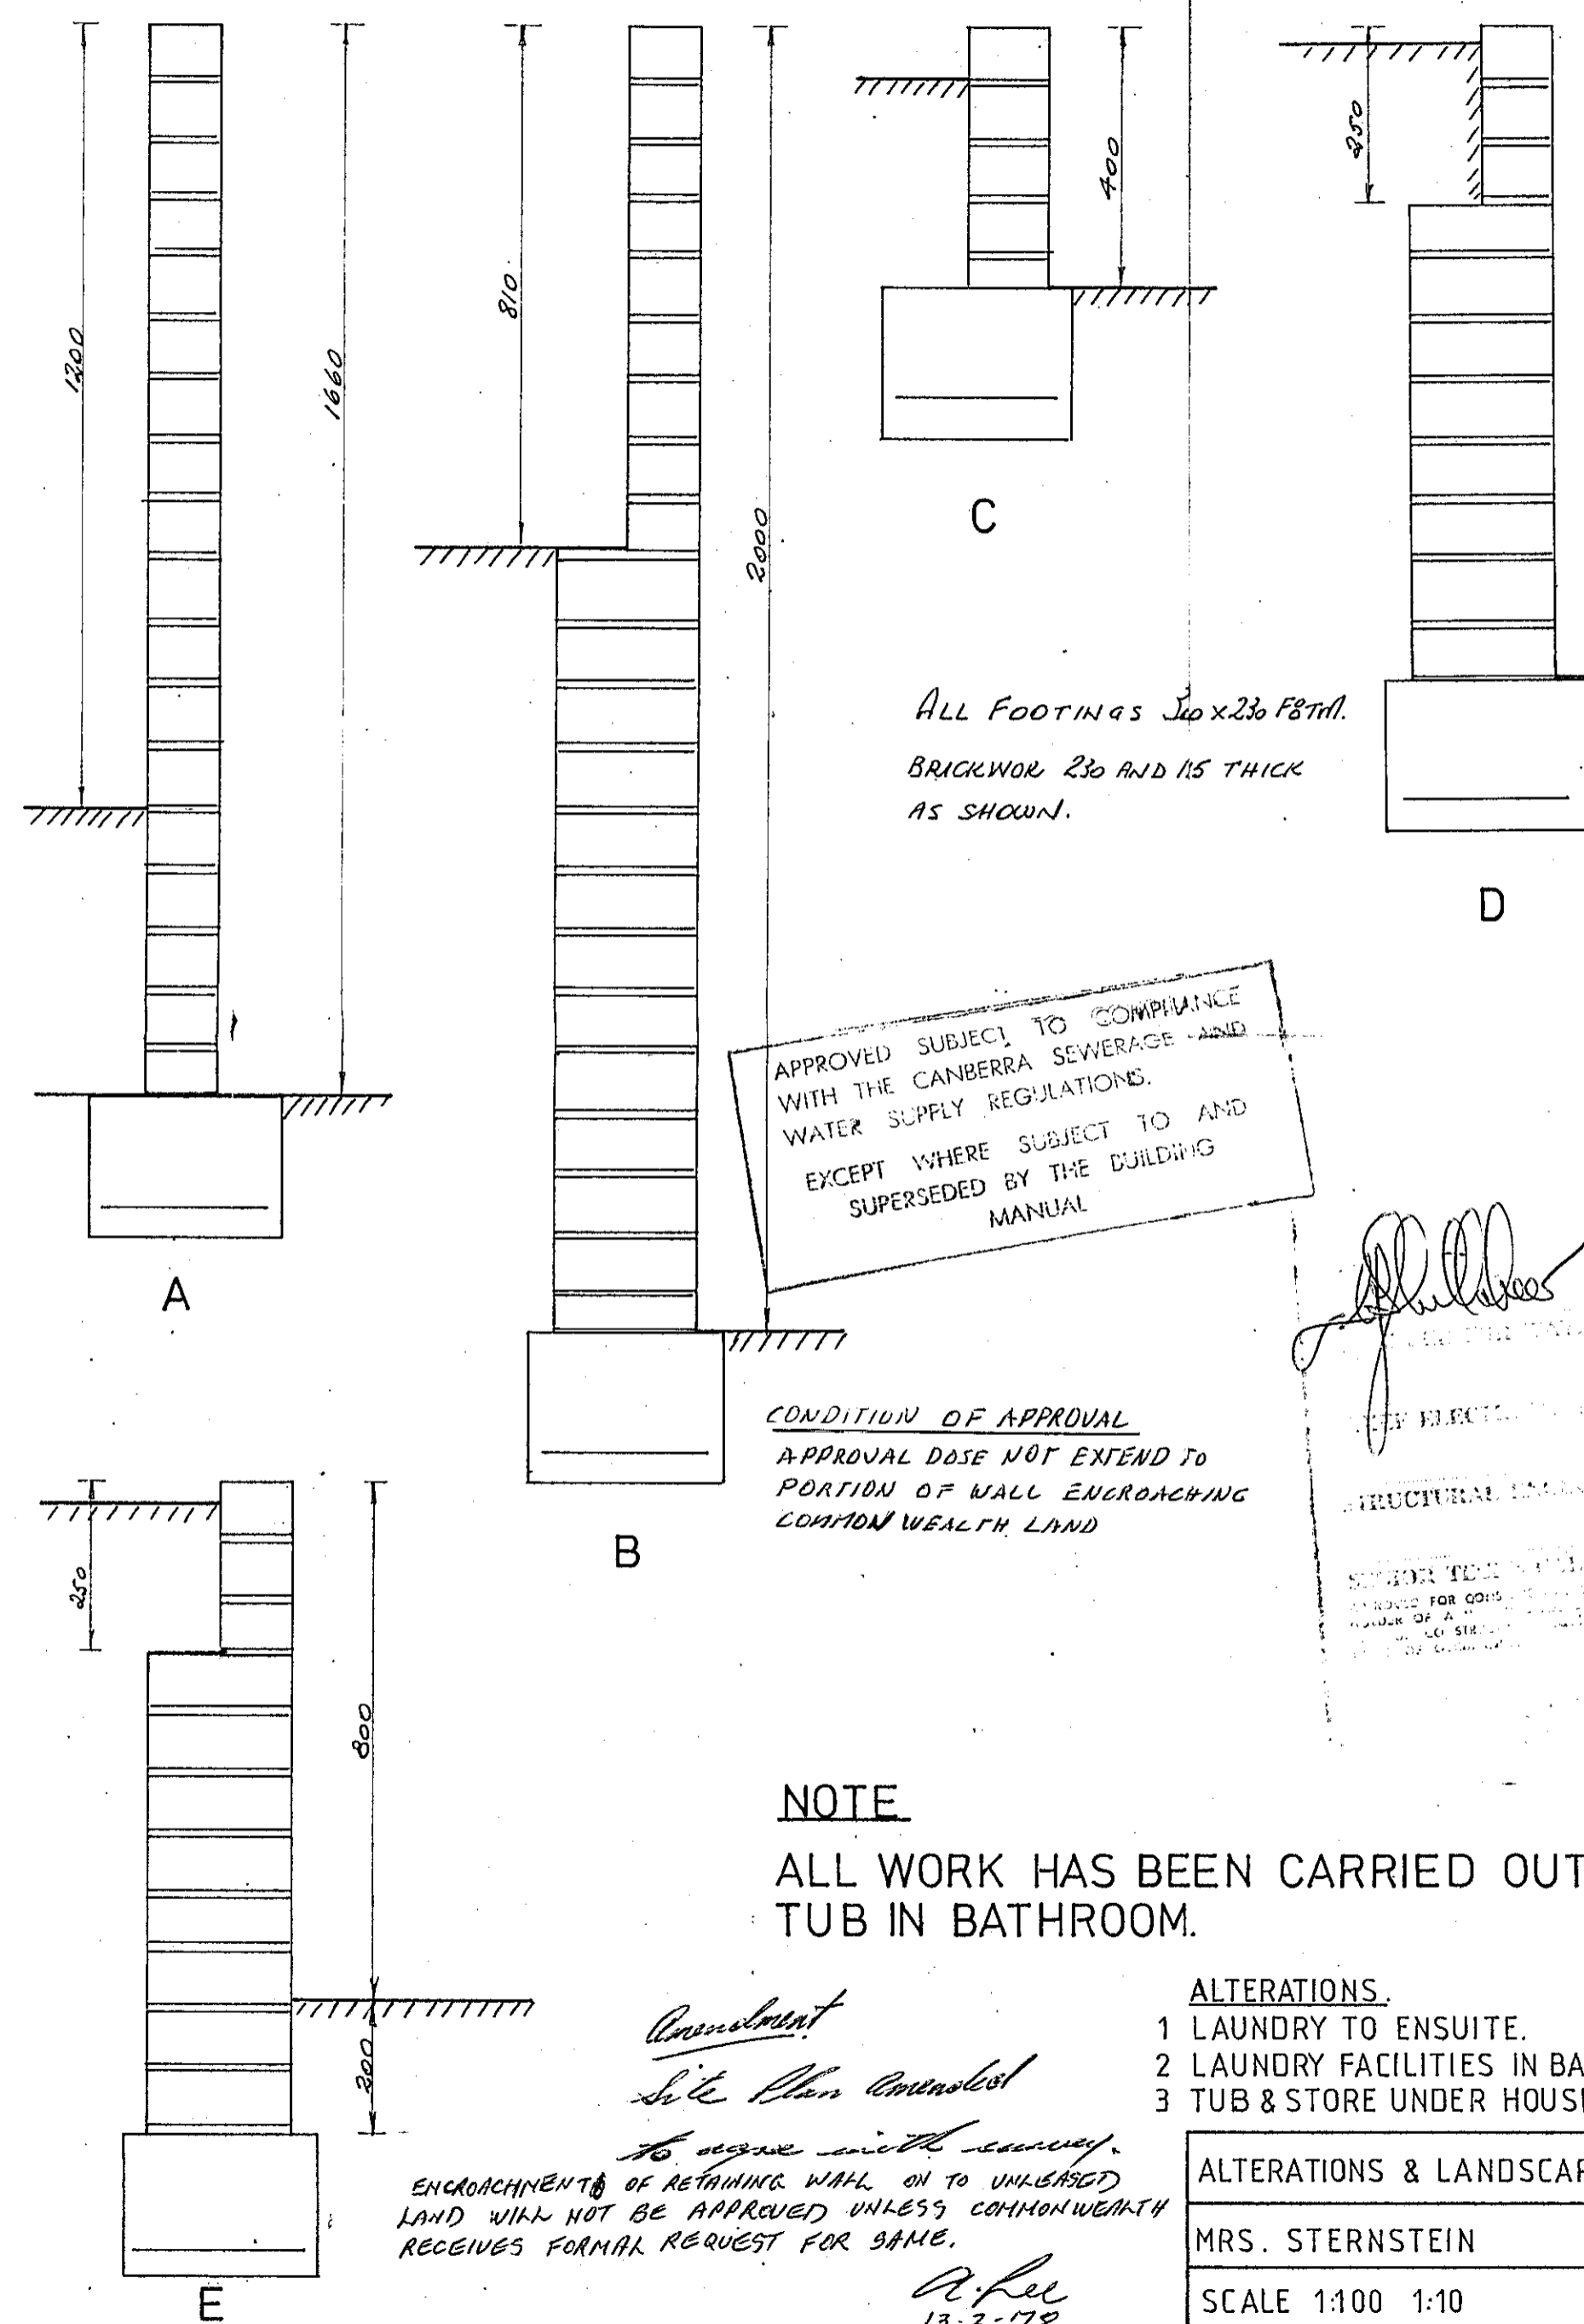 1200
1660
A
810
2000
B
400
C
250
D
ALL FOOTINGS x 230
BRICKWOR 230 AND 115 THICK
AS SHOWN.
APPROVED SUBJECT TO COMPLIANCE
WITH THE CANBERRA SEWERAGE AND
WATER SUPPLY REGULATIONS.
EXCEPT WHERE SUBJECT TO AND
SUPERSEDED BY THE BUILDING
MANUAL
CONDITION OF APPROVAL
APPROVAL DOSE NOT EXTEND TO
PORTION OF WALL ENCROACHING
COMMONWEALTH LAND
STRUCTURAL
SENIOR
FOR
OF A
250
800
200
E
NOTE
ALL WORK HAS BEEN CARRIED OUT
TUB IN BATHROOM.
Amendment
Site Plan amended
to agree with survey.
ENCROACHMENTS OF RETAINING WALL ON TO UNLEASED
LAND WILL NOT BE APPROVED UNLESS COMMONWEALTH
RECEIVES FORMAL REQUEST FOR SAME.
A. Lee
ALTERATIONS.
1 LAUNDRY TO ENSUITE.
2 LAUNDRY FACILITIES IN BA
3 TUB & STORE UNDER HOUS
ALTERATIONS & LANDSCAP
MRS. STERNSTEIN
SCALE 1:100 1:10